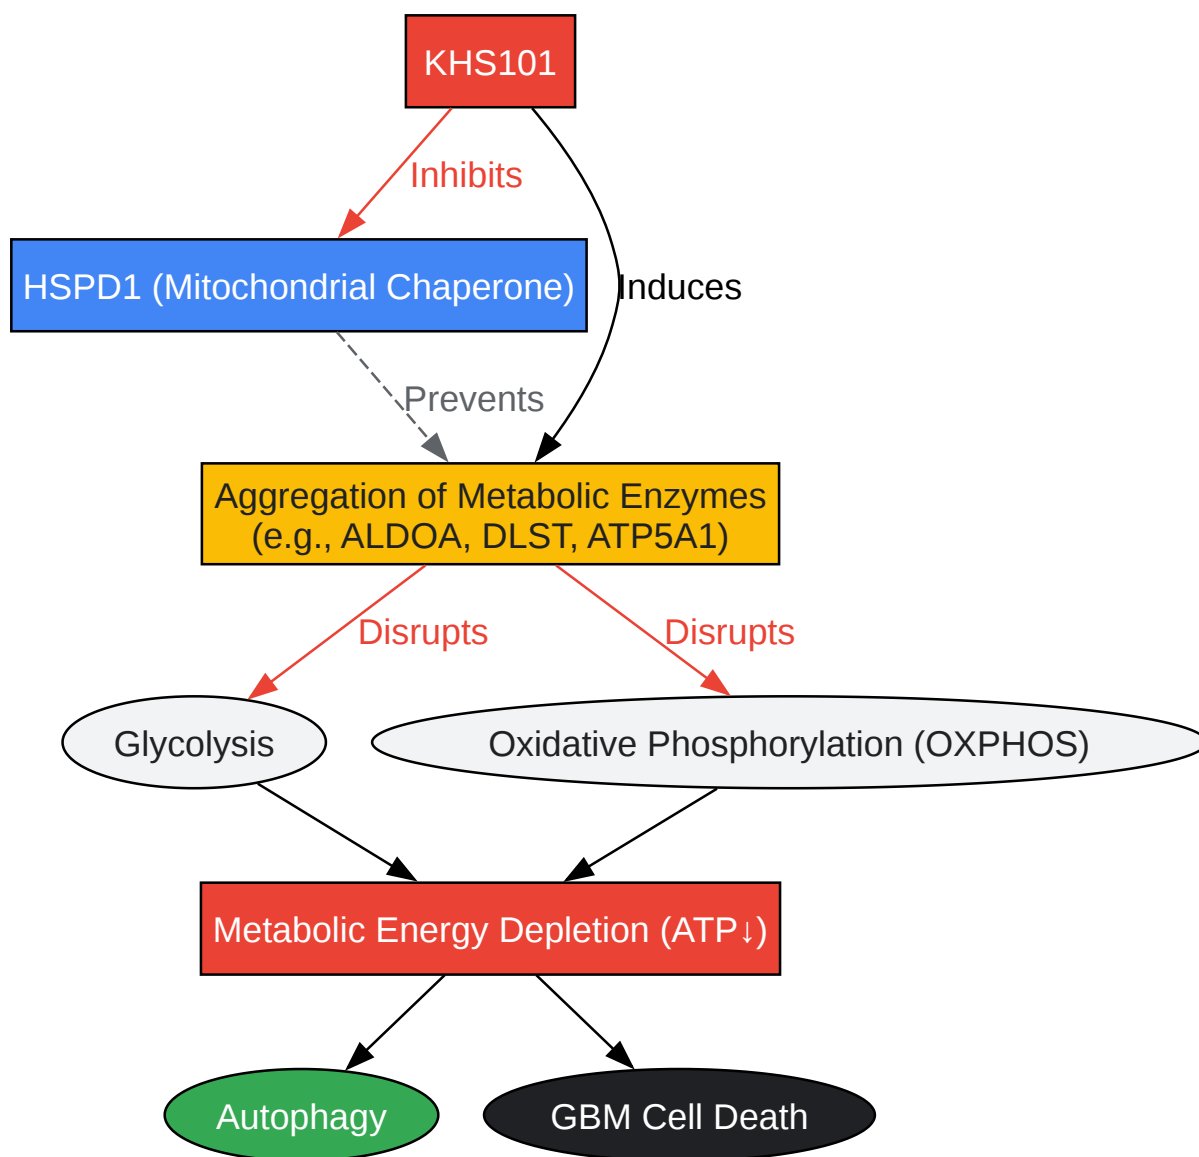 KHS101
Inhibits
HSPD1 (Mitochondrial Chaperone)
Induces
Prevents
Aggregation of Metabolic Enzymes
(e.g., ALDOA, DLST, ATP5A1)
Disrupts
Disrupts
Glycolysis
Oxidative Phosphorylation (OXPHOS)
Metabolic Energy Depletion (ATP↓)
Autophagy
GBM Cell Death